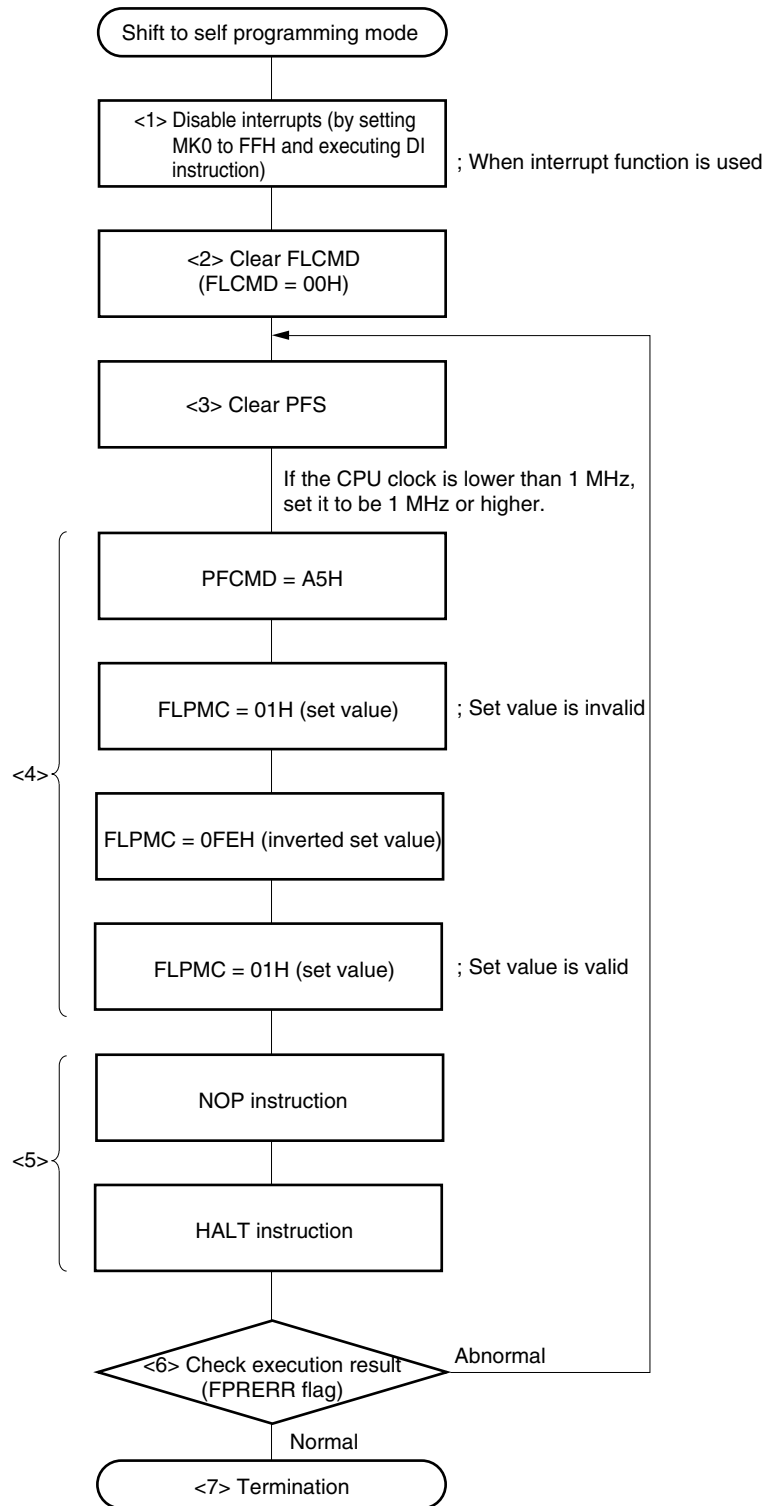 Shift to self programming mode
<1> Disable interrupts (by setting
MK0 to FFH and executing DI
instruction)
; When interrupt function is used
<2> Clear FLCMD
(FLCMD = 00H)
<3> Clear PFS
If the CPU clock is lower than 1 MHz,
set it to be 1 MHz or higher.
PFCMD = A5H
FLPMC = 01H (set value)
; Set value is invalid
<4>
FLPMC = 0FEH (inverted set value)
FLPMC = 01H (set value)
; Set value is valid
NOP instruction
<5>
HALT instruction
<6> Check execution result
(FPRERR flag)
Abnormal
Normal
<7> Termination